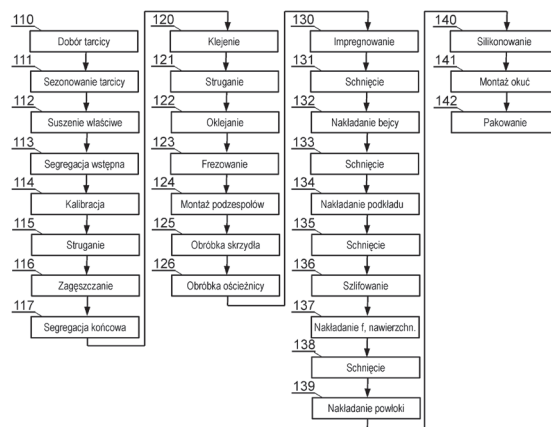 110
Dobór tarcicy
111
Sezonowanie tarcicy
112
Suszenie właściwe
113
Segregacja wstępna
114
Kalibracja
115
Struganie
116
Zagęszczanie
117
Segregacja końcowa
120
Klejenie
121
Struganie
122
Oklejanie
123
Frezowanie
124
Montaż podzespołów
125
Obróbka skrzydła
126
Obróbka ościeżnicy
130
Impregnowanie
131
Schnięcie
132
Nakładanie bejcy
133
Schnięcie
134
Nakładanie podkładu
135
Schnięcie
136
Szlifowanie
137
Nakładanie f, nawierzchn.
138
Schnięcie
139
Nakładanie powłoki
140
Silikonowanie
141
Montaż okuć
142
Pakowanie